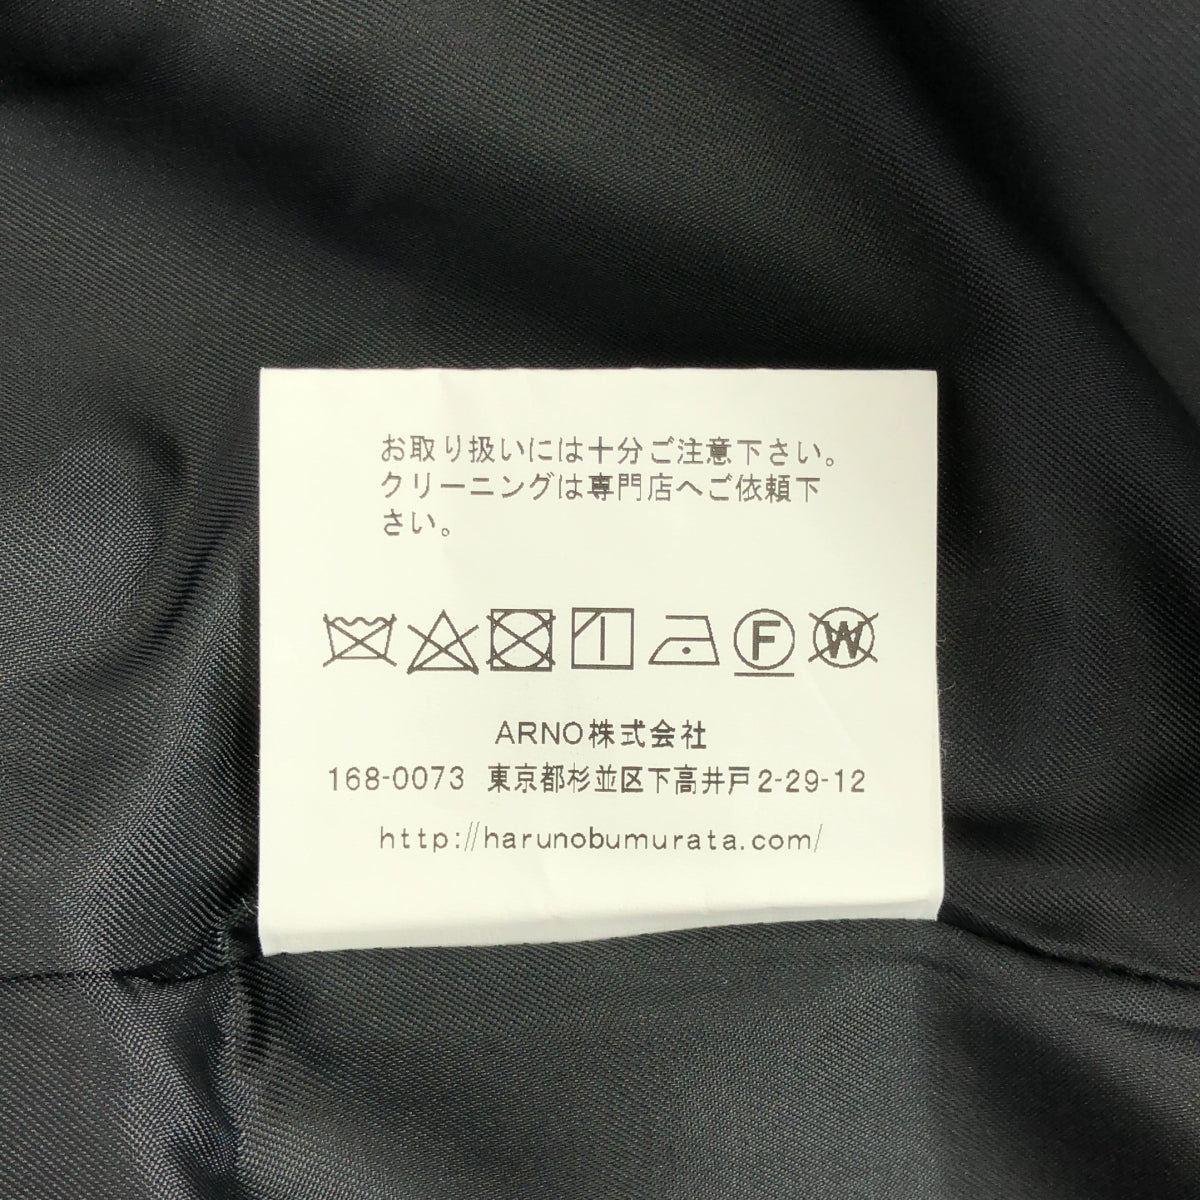 お取り扱いには十分ご注意下さい。
クリーニングは専門店へご依頼下
さい。
F W
ARNO株式会社
168-0073 東京都杉並区下高井戸2-29-12
http://harunobumurata.com/